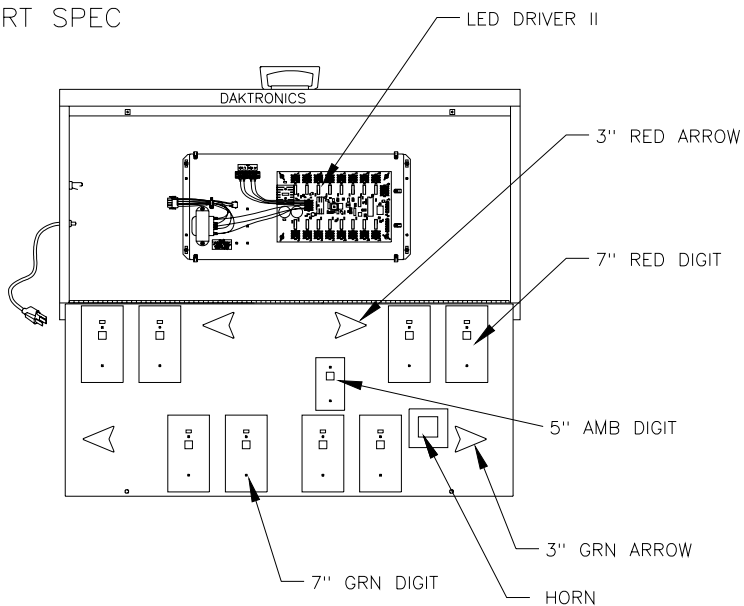 RT SPEC
LED DRIVER II
DAKTRONICS
3" RED ARROW
7" RED DIGIT
5" AMB DIGIT
3" GRN ARROW
7" GRN DIGIT
HORN